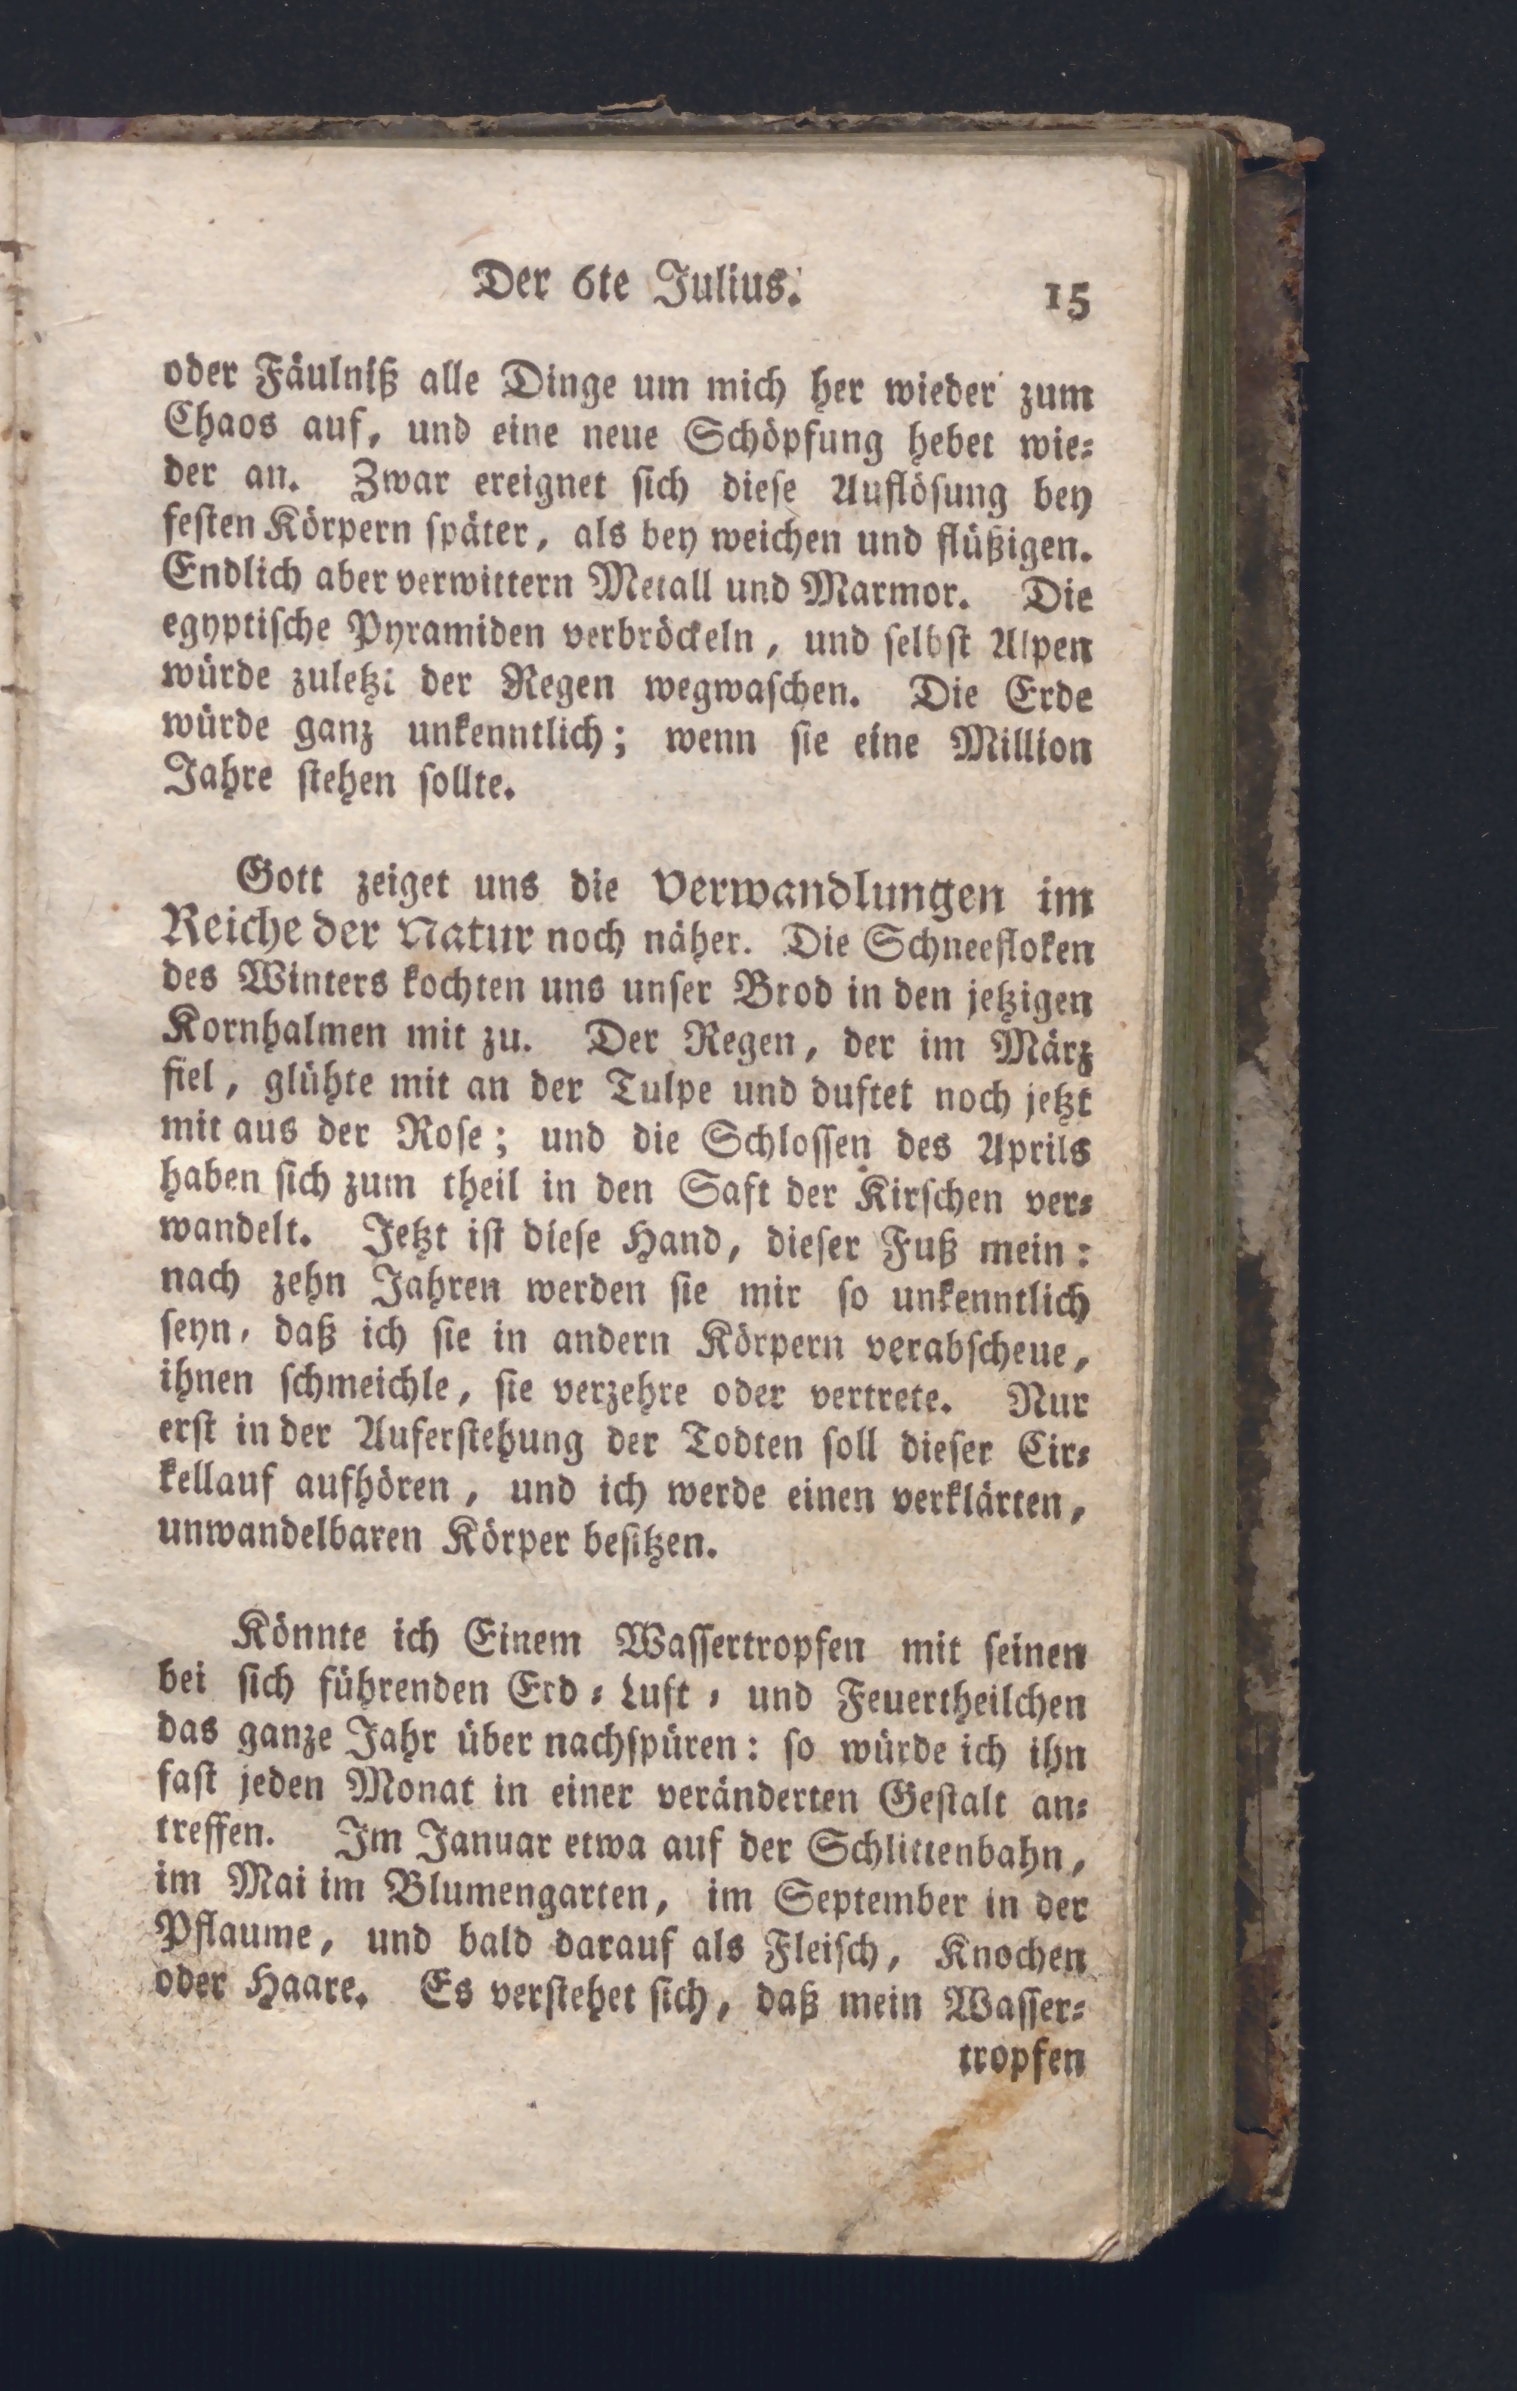 Der 6te Julius.
15
oder Fäulniß alle Dinge um mich her wieder zum
Chaos auf, und eine neue Schöpfung hebet wie⸗
der an. Zwar ereignet sich diese Auflösung bey
festen Körpern später, als bey weichen und flüßigen.
Endlich aber verwittern Metall und Marmor. Die
egyptische Pyramiden verbröckeln, und selbst Alpen
würde zuletzt der Regen wegwaschen. Die Erde
würde ganz unkenntlich; wenn sie eine Million
Jahre stehen sollte.
Gott zeiget uns die Verwandlungen im
Reiche der Natur noch näher. Die Schneefloken
des Winters kochten uns unser Brod in den jetzigen
Kornhalmen mit zu. Der Regen, der im März
fiel, glühte mit an der Tulpe und duftet noch jetzt
mit aus der Rose; und die Schlossen des Aprils
haben sich zum theil in den Saft der Kirschen ver⸗
wandelt. Jetzt ist diese Hand, dieser Fuß mein:
nach zehn Jahren werden sie mir so unkenntlich
seyn, daß ich sie in andern Körpern verabscheue,
ihnen schmeichle, sie verzehre oder vertrete. Nur
erst in der Auferstehung der Todten soll dieser Cir⸗
kellauf aufhören, und ich werde einen verklärten,
unwandelbaren Körper besitzen.
Könnte ich Einem Wassertropfen mit seinen
bei sich führenden Erd⸗ Luft⸗ und Feuertheilchen
das ganze Jahr über nachspüren: so würde ich ihn
fast jeden Monat in einer veränderten Gestalt an⸗
treffen. Im Januar etwa auf der Schlittenbahn,
im Mai im Blumengarten, im September in der
Pflaume, und bald darauf als Fleisch, Knochen
oder Haare. Es verstehet sich, daß mein Wasser⸗
tropfen